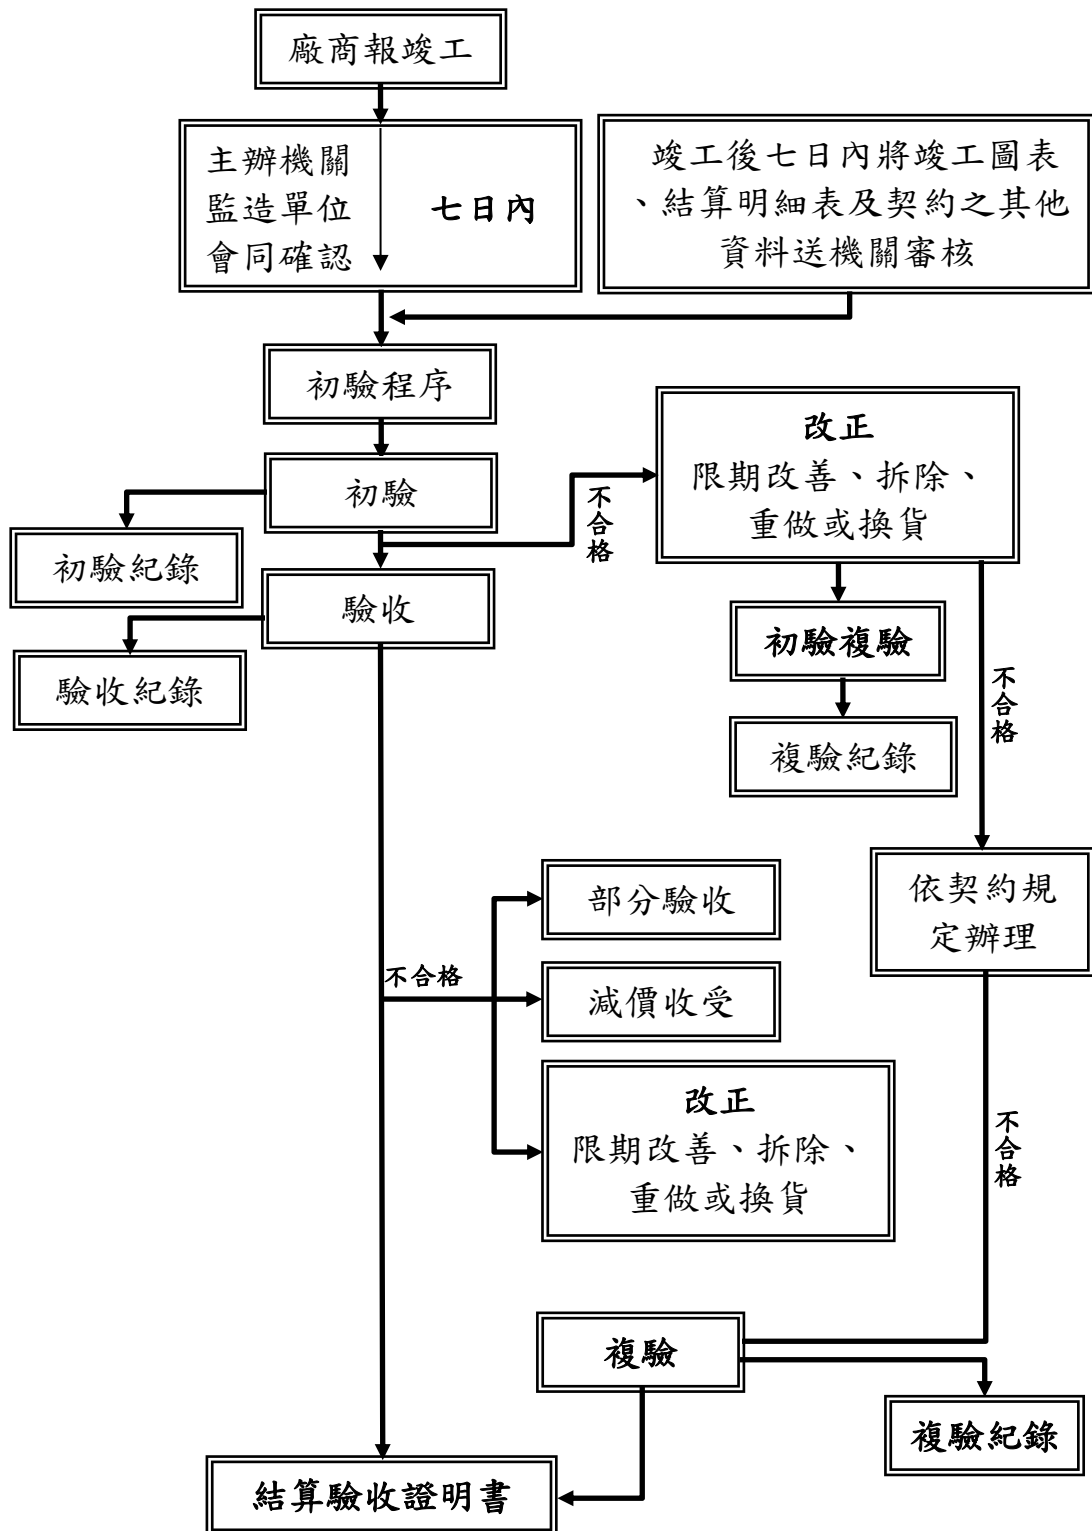 廠商報竣工
主辦機關
監造單位
會同確認
七日內
竣工後七日內將竣工圖表
、結算明細表及契約之其他
資料送機關審核
初驗程序
初驗
不合格
改正
限期改善、拆除、
重做或換貨
初驗紀錄
驗收
驗收紀錄
初驗複驗
不合格
複驗紀錄
依契約規
定辦理
部分驗收
不合格
減價收受
改正
限期改善、拆除、
重做或換貨
不合格
複驗
複驗紀錄
結算驗收證明書